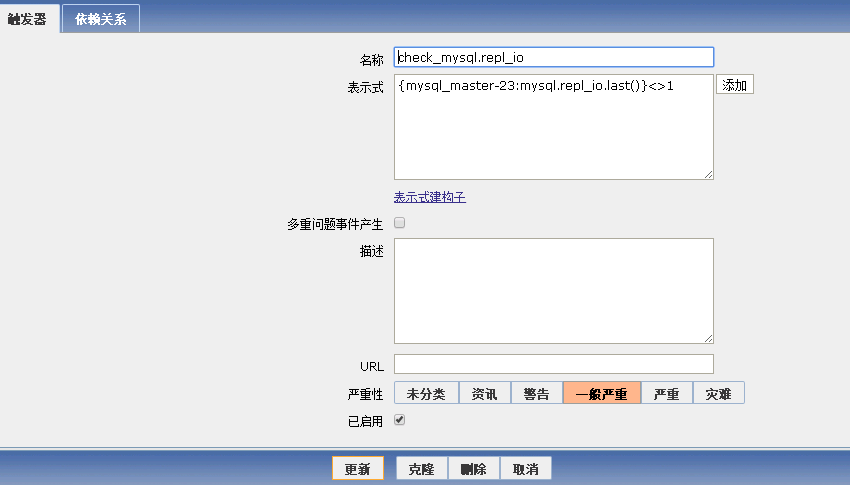 触发器 依赖关系
名称 check_mysql.repl_io
表示式 {mysql_master-23:mysql.repl_io.last()}<>1 添加
表示式建构子
多重问题事件产生
描述
URL
严重性 未分类 资讯 警告 一般严重 严重 灾难
已启用
更新 克隆 删除 取消